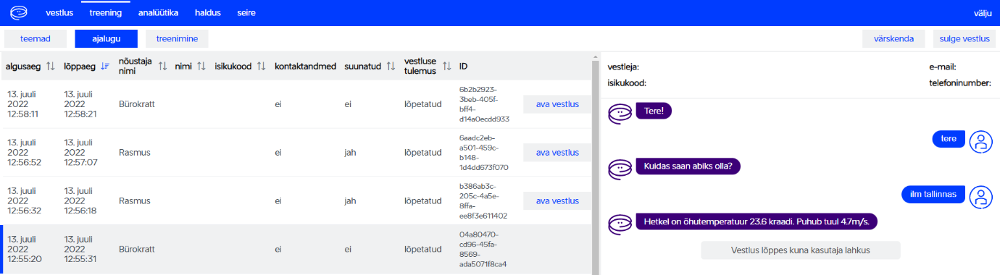 vestlus treening analüütika haldus seire välju
teemad ajalugu treenimine värskenda sulge vestlus
algusaeg lõppaeg nõustaja nimi nimi isikukood kontaktandmed suunatud vestluse tulemus ID
13. juuli 2022 12:58:11 13. juuli 2022 12:58:21 Bürokratt ei ei lõpetatud 6b2b2923-3beb-405f-bff4-d14a0ecdd933 ava vestlus
13. juuli 2022 12:56:52 13. juuli 2022 12:57:07 Rasmus ei jah lõpetatud 6aadc2eb-a501-459c-b148-1d4dd673f070 ava vestlus
13. juuli 2022 12:56:32 13. juuli 2022 12:56:18 Rasmus ei jah lõpetatud b386ab3c-205c-4a5e-8ffa-ee8f3e611402 ava vestlus
13. juuli 2022 12:55:20 13. juuli 2022 12:55:31 Bürokratt ei ei lõpetatud 04a80470-cd96-45fa-8569-ada5071f8ca4
vestleja: e-mail:
isikukood: telefoninumber:
Tere!
tere
Kuidas saan abiks olla?
ilm tallinnas
Hetkel on õhutemperatuur 23.6 kraadi. Puhub tuul 4.7m/s.
Vestlus lõppes kuna kasutaja lahkus